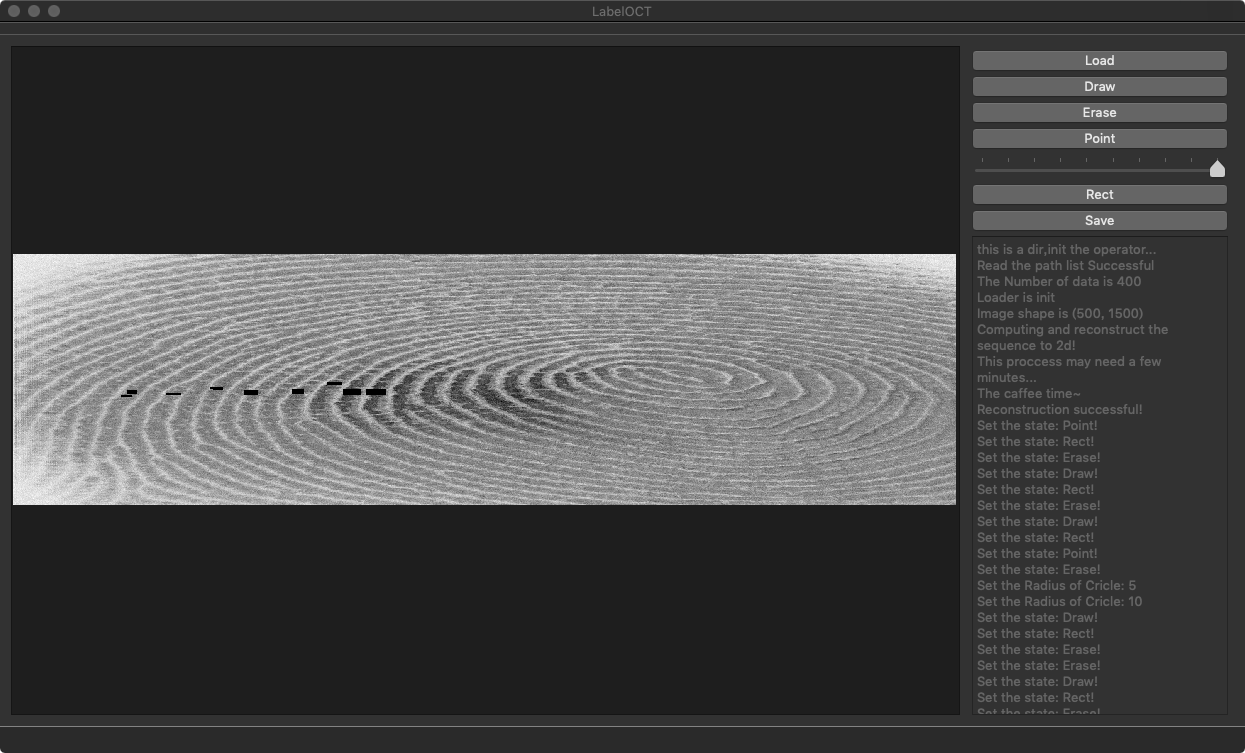 LabelOCT
Load
Draw
Erase
Point
Rect
Save
this is a dir,init the operator...
Read the path list Successful
The Number of data is 400
Loader is init
Image shape is (500, 1500)
Computing and reconstruct the
sequence to 2d!
This proccess may need a few
minutes...
The caffee time~
Reconstruction successful!
Set the state: Point!
Set the state: Rect!
Set the state: Erase!
Set the state: Draw!
Set the state: Rect!
Set the state: Erase!
Set the state: Draw!
Set the state: Rect!
Set the state: Point!
Set the state: Erase!
Set the Radius of Cricle: 5
Set the Radius of Cricle: 10
Set the state: Draw!
Set the state: Rect!
Set the state: Erase!
Set the state: Erase!
Set the state: Draw!
Set the state: Rect!
Set the state: Erase!